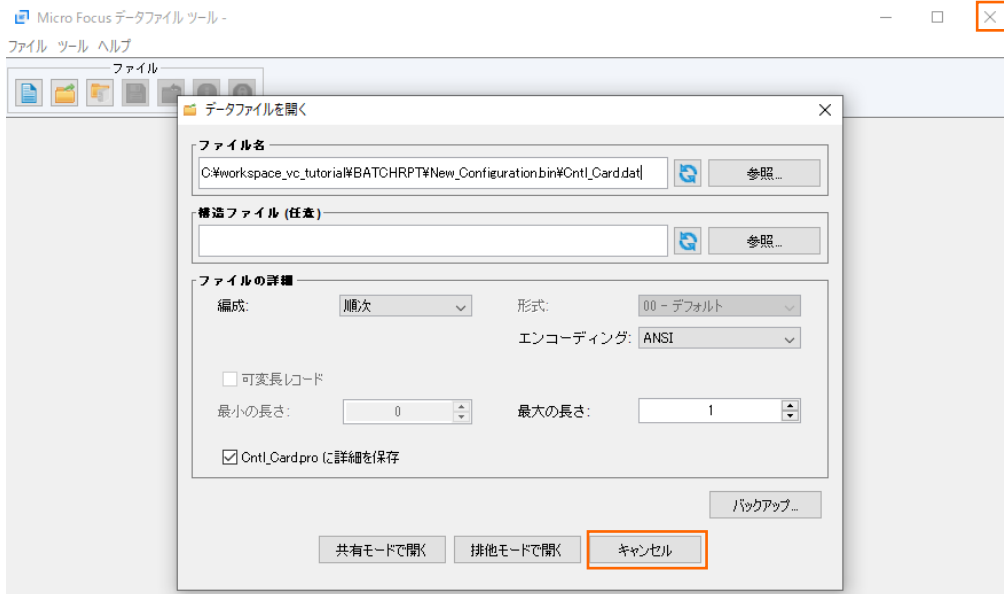 Micro Focus データファイル ツール -
ファイル ツール ヘルプ
ファイル
データファイルを開く
ファイル名
C:¥workspace_vc_tutorial¥BATCHRPT¥New_Configuration.bin¥Cntl_Card.dat
参照...
構造ファイル (任意)
参照...
ファイルの詳細
編成: 順次 形式: 00 - デフォルト
エンコーディング: ANSI
可変長レコード
最小の長さ: 0 最大の長さ: 1
Cntl_Card.pro に詳細を保存
バックアップ...
共有モードで開く 排他モードで開く キャンセル